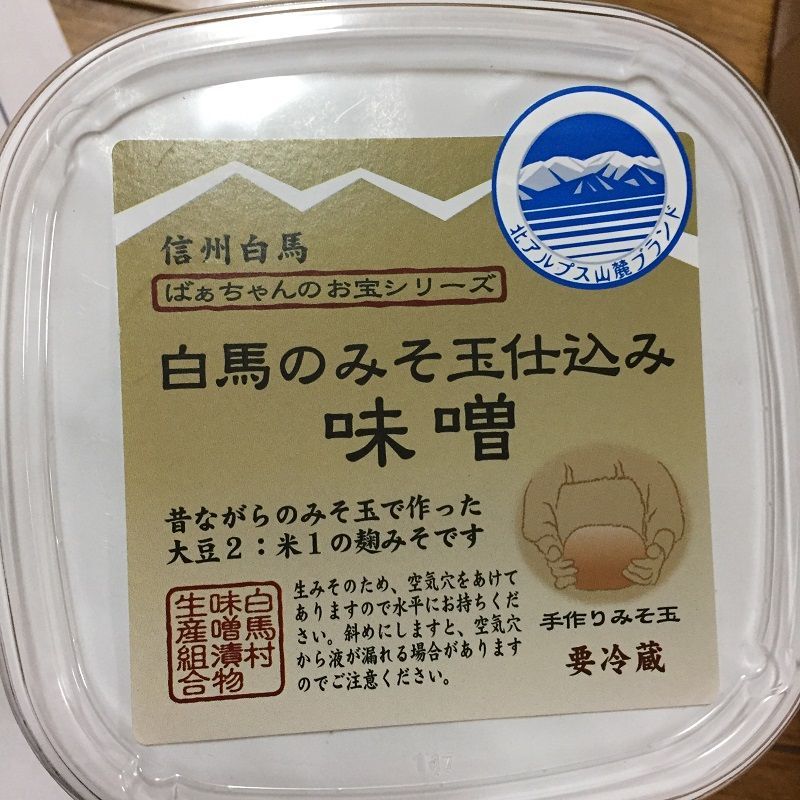 北アルプス山麓ブランド
信州白馬
ばぁちゃんのお宝シリーズ
白馬のみそ玉仕込み
味噌
昔ながらのみそ玉で作った
大豆2：米1の麹みそです
生みそのため、空気穴をあけて
ありますので水平にお持ちくだ
さい。斜めにしますと、空気穴
から液が漏れる場合があります
のでご注意ください。
白馬村
味噌漬物
生産組合
手作りみそ玉
要冷蔵